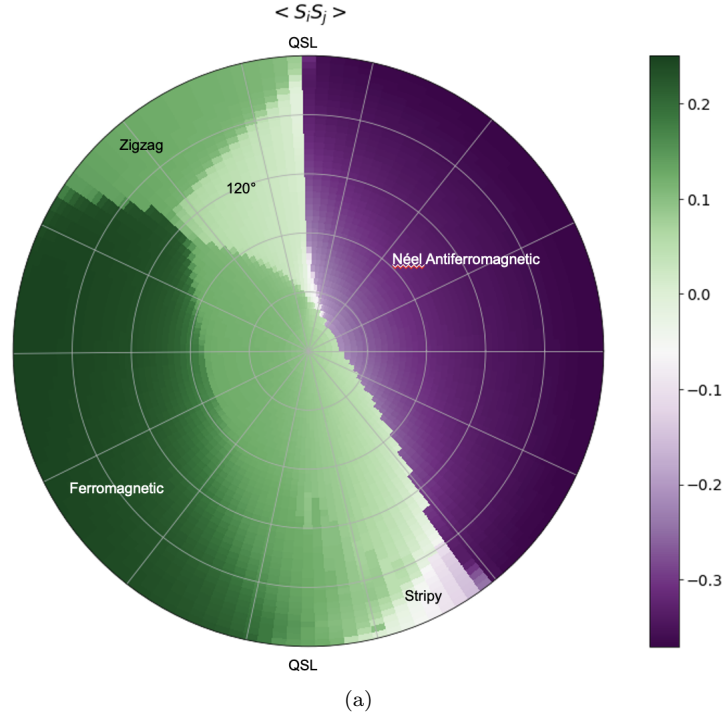 < SᵢSⱼ >
QSL
Zigzag
120°
Néel Antiferromagnetic
Ferromagnetic
Stripy
QSL
0.2
0.1
0.0
−0.1
−0.2
−0.3
(a)